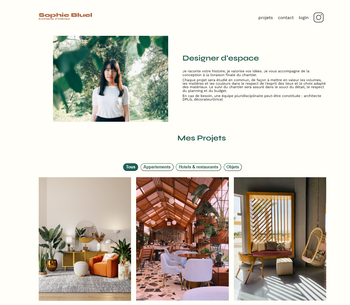 Sophie Bluel
projets contact login
Designer d'espace
Je raconte votre histoire, je valorise vos idées. Je vous accompagne de la
conception à la livraison finale du chantier.
Chaque projet sera étudié en commun, de façon à mettre en valeur les volumes,
les matières et les couleurs dans le respect de l'esprit des lieux et le choix adapté
des matériaux. Le suivi du chantier sera assuré dans le souci du détail, le respect
du planning et du budget.
En cas de besoin, une équipe pluridisciplinaire peut-être constituée : architecte
DPLG, décorateur(trice)
Mes Projets
Tous Appartements Hotels & restaurants Objets